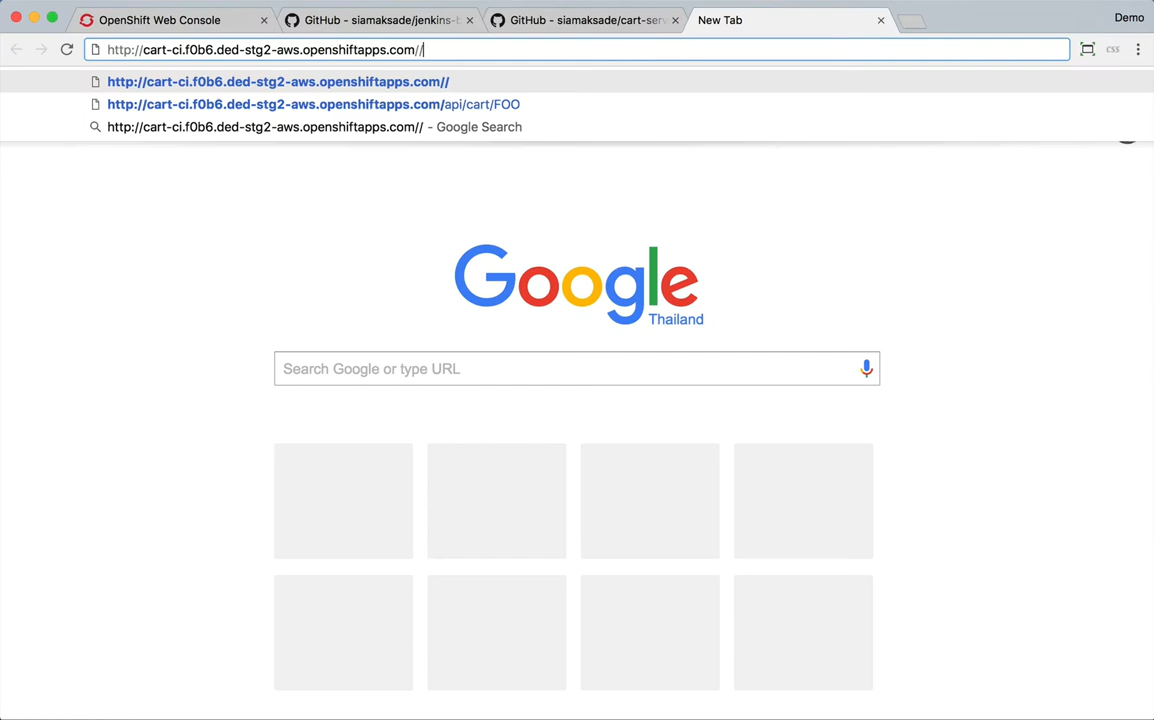 OpenShift Web Console
GitHub - siamaksade/jenkins-b
GitHub - siamaksade/cart-serv
New Tab
Demo
http://cart-ci.f0b6.ded-stg2-aws.openshiftapps.com//
css
http://cart-ci.f0b6.ded-stg2-aws.openshiftapps.com//
http://cart-ci.f0b6.ded-stg2-aws.openshiftapps.com/api/cart/FOO
http://cart-ci.f0b6.ded-stg2-aws.openshiftapps.com// - Google Search
Google
Thailand
Search Google or type URL